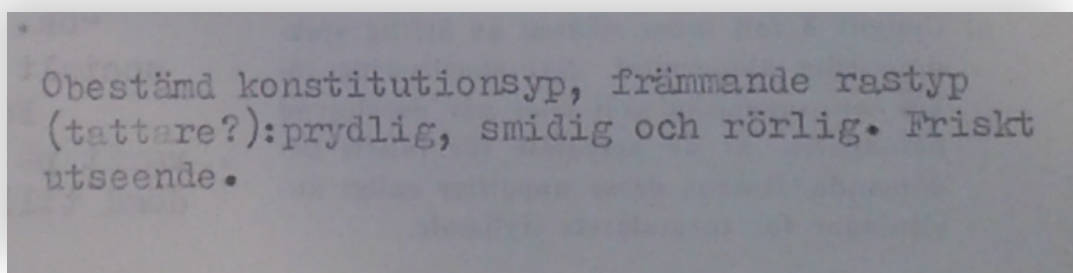 Obestämd konstitutionsyp, främmande rastyp
(tattare?):prydlig, smidig och rörlig. Friskt
utseende.